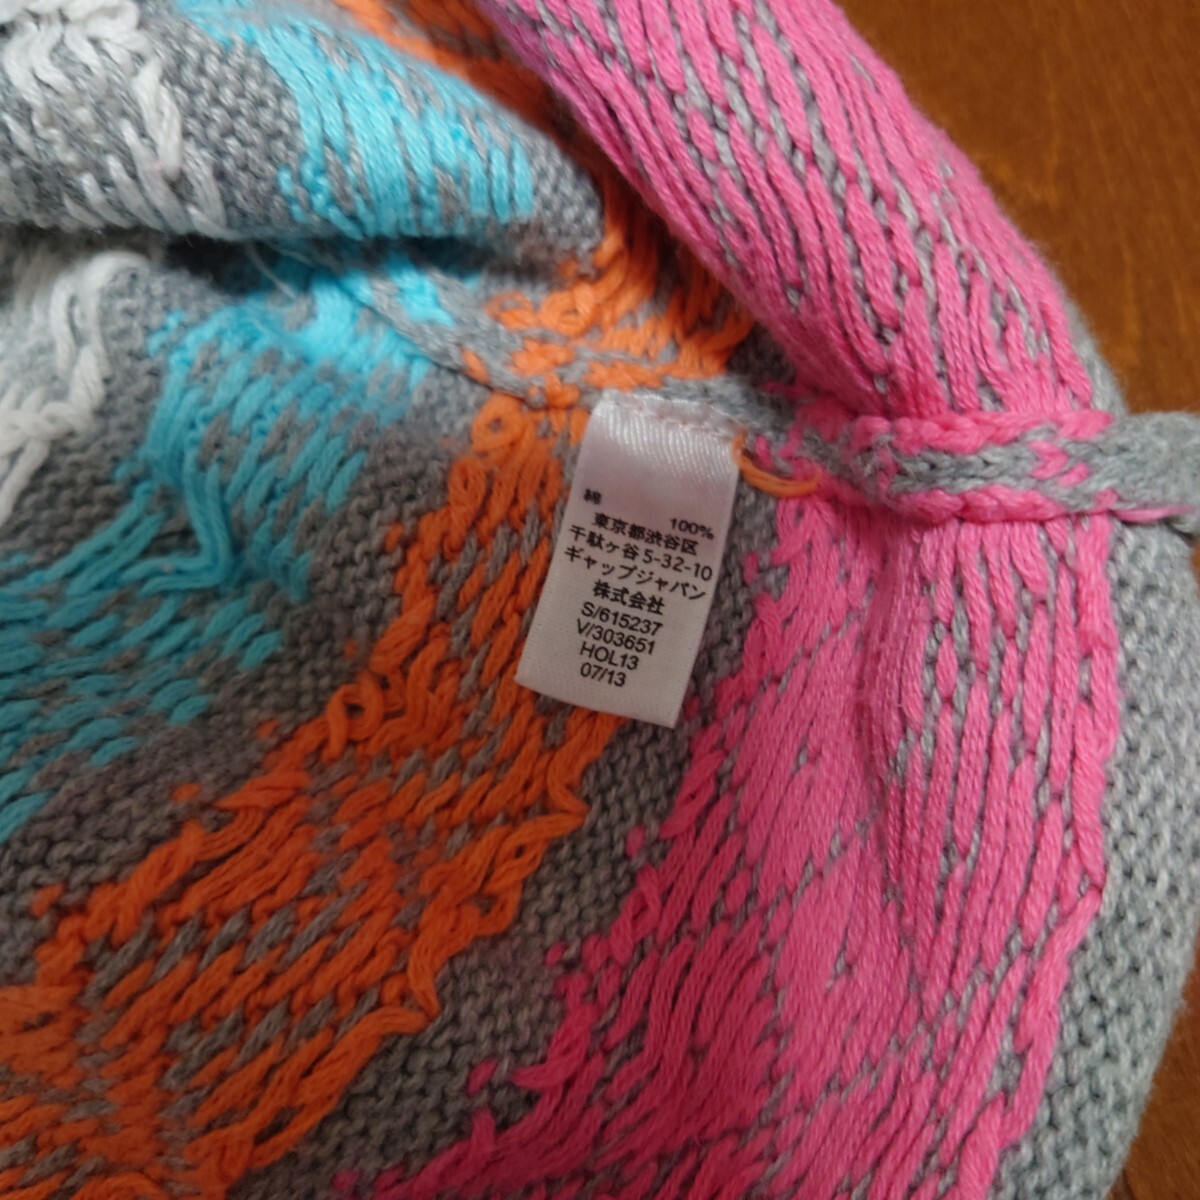 綿 100%
東京都渋谷区
千駄ヶ谷5-32-10
ギャップジャパン
株式会社
S/615237
V/303651
HOL13
07/13